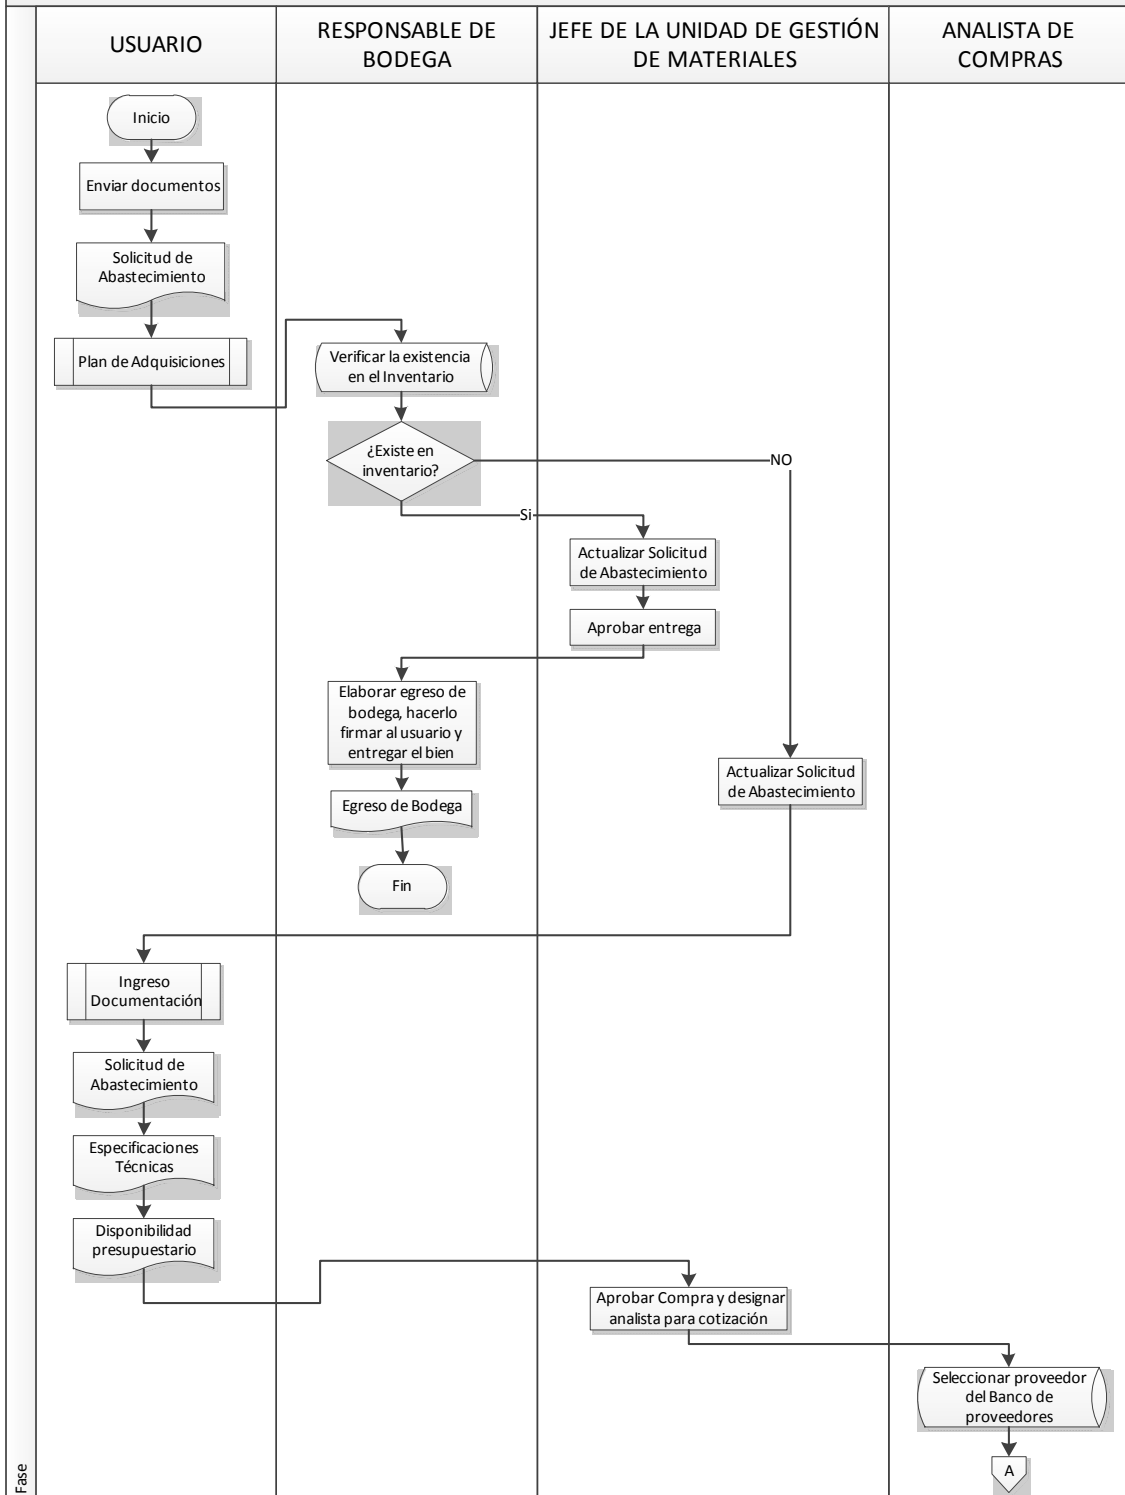 USUARIO
RESPONSABLE DE
BODEGA
JEFE DE LA UNIDAD DE GESTIÓN
DE MATERIALES
ANALISTA DE
COMPRAS
Inicio
Enviar documentos
Solicitud de
Abastecimiento
Plan de Adquisiciones
Verificar la existencia
en el Inventario
¿Existe en
inventario?
NO
Si
Actualizar Solicitud
de Abastecimiento
Aprobar entrega
Elaborar egreso de
bodega, hacerlo
firmar al usuario y
entregar el bien
Actualizar Solicitud
de Abastecimiento
Egreso de Bodega
Fin
Ingreso
Documentación
Solicitud de
Abastecimiento
Especificaciones
Técnicas
Disponibilidad
presupuestario
Aprobar Compra y designar
analista para cotización
Seleccionar proveedor
del Banco de
proveedores
A
Fase